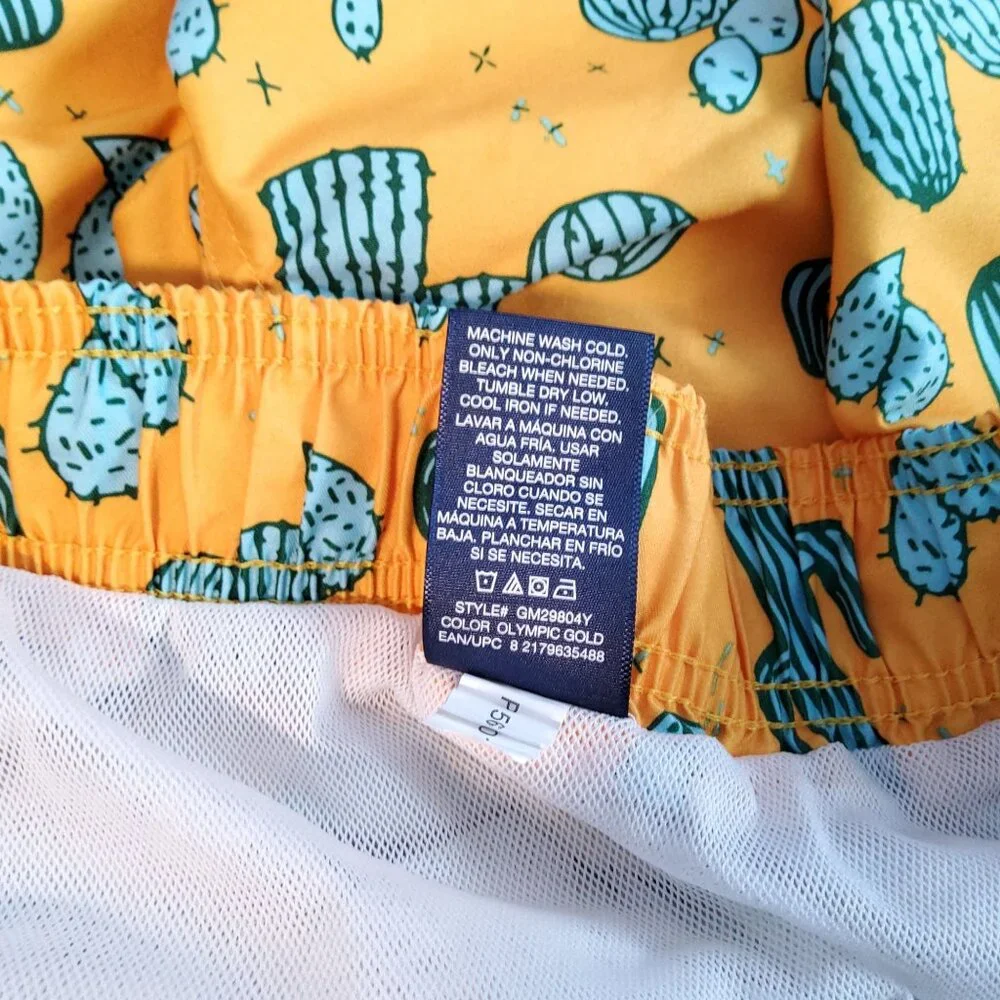 MACHINE WASH COLD.
ONLY NON-CHLORINE
BLEACH WHEN NEEDED.
TUMBLE DRY LOW,
COOL IRON IF NEEDED.
LAVAR A MÁQUINA CON
AGUA FRÍA. USAR
SOLAMENTE
BLANQUEADOR SIN
CLORO CUANDO SE
NECESITE. SECAR EN
MÁQUINA A TEMPERATURA
BAJA. PLANCHAR EN FRÍO
SI SE NECESITA.
STYLE# GM29804Y
COLOR OLYMPIC GOLD
EAN/UPC 8 2179635488
P560